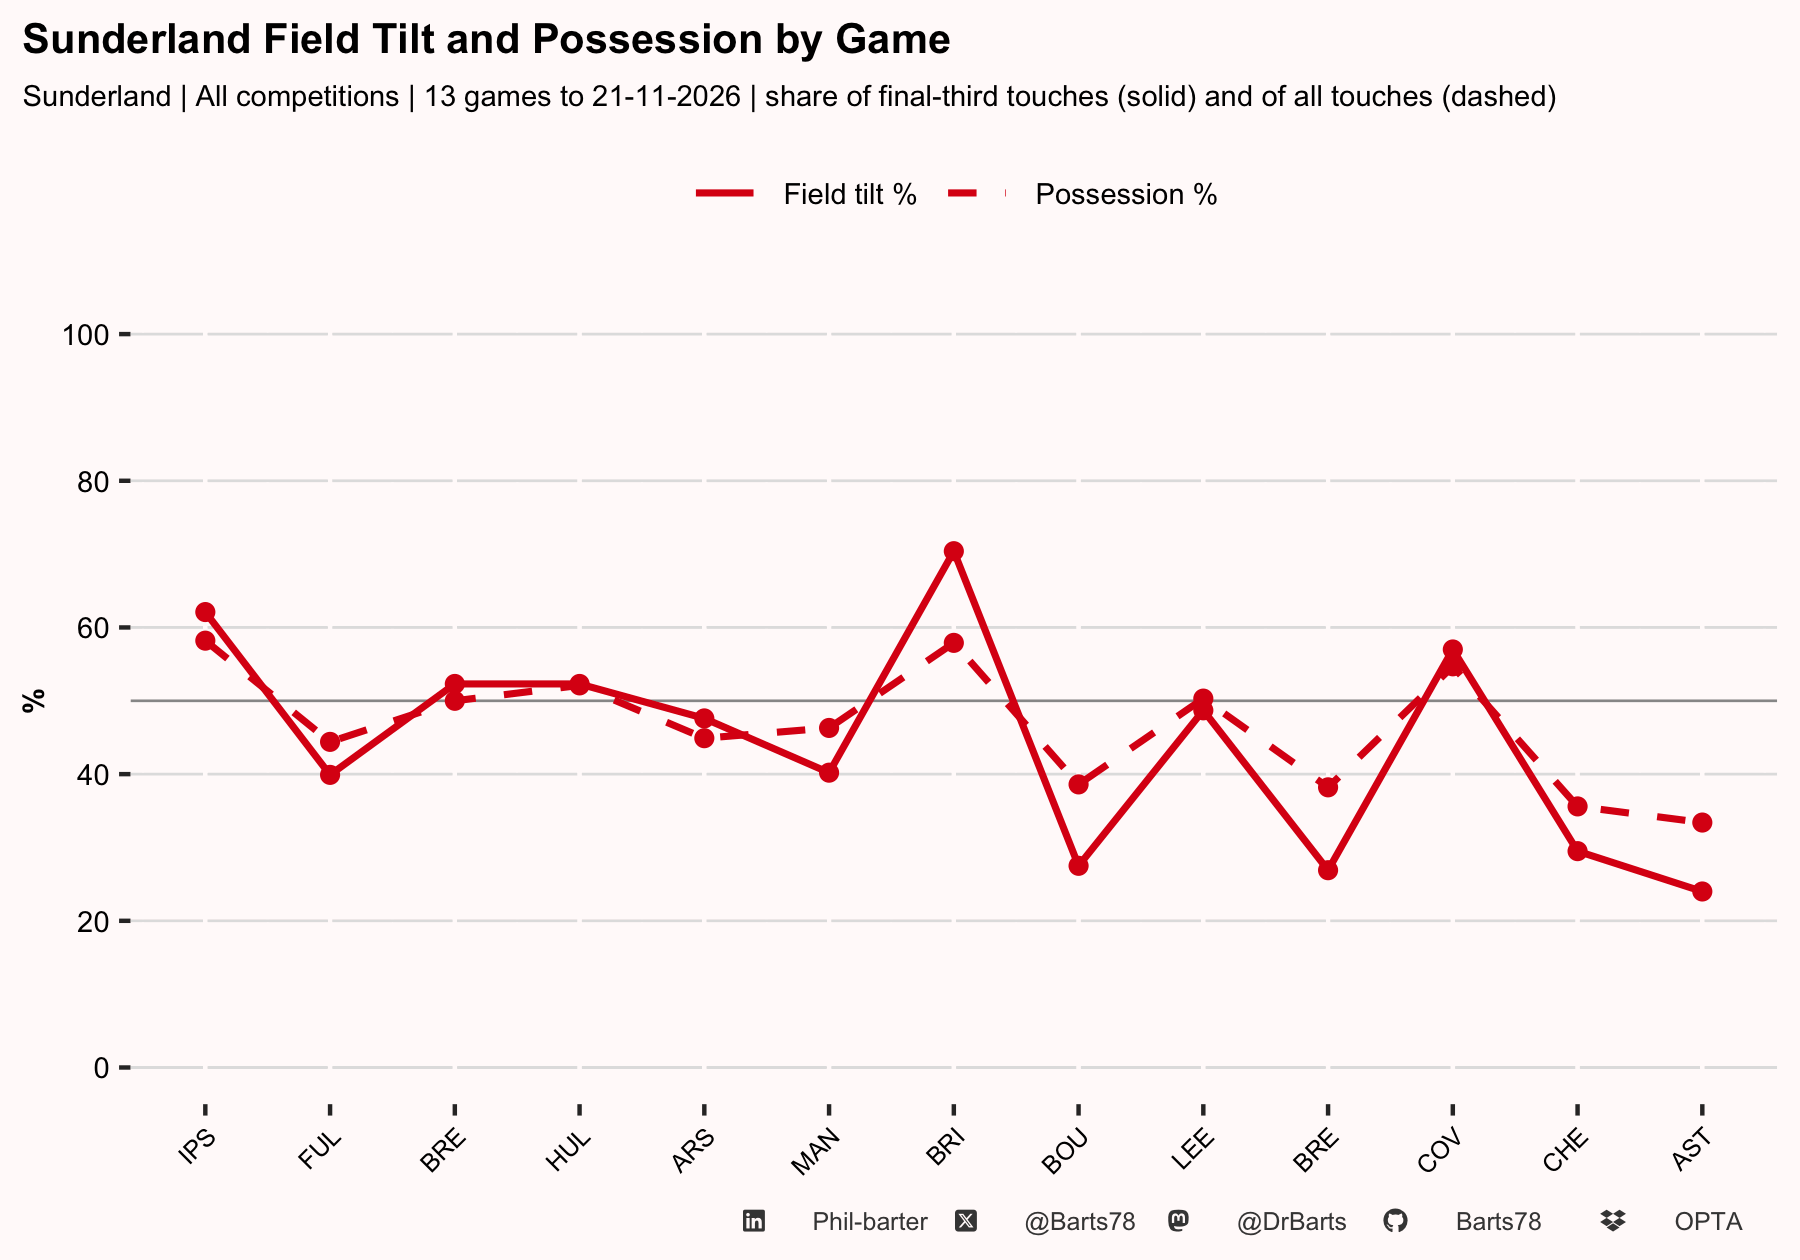 Sunderland Field Tilt and Possession by Game
Sunderland | All competitions | 13 games to 21-11-2026 | share of final-third touches (solid) and of all touches (dashed)
Field tilt % Possession %
100
80
60
%
40
20
0
IPS FUL BRE HUL ARS MAN BRI BOU LEE BRE COV CHE AST
Phil-barter @Barts78 @DrBarts Barts78 OPTA